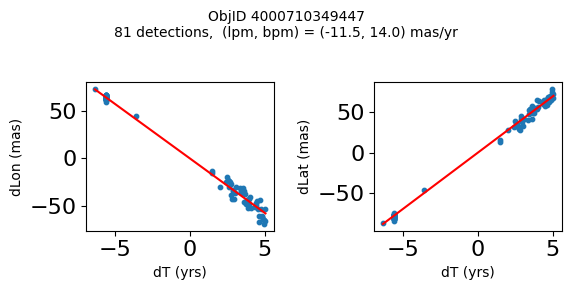 ObjID 4000710349447
81 detections,  (lpm, bpm) = (-11.5, 14.0) mas/yr
dLon (mas)
50
0
−50
−5
0
5
dT (yrs)
dLat (mas)
50
0
−50
−5
0
5
dT (yrs)